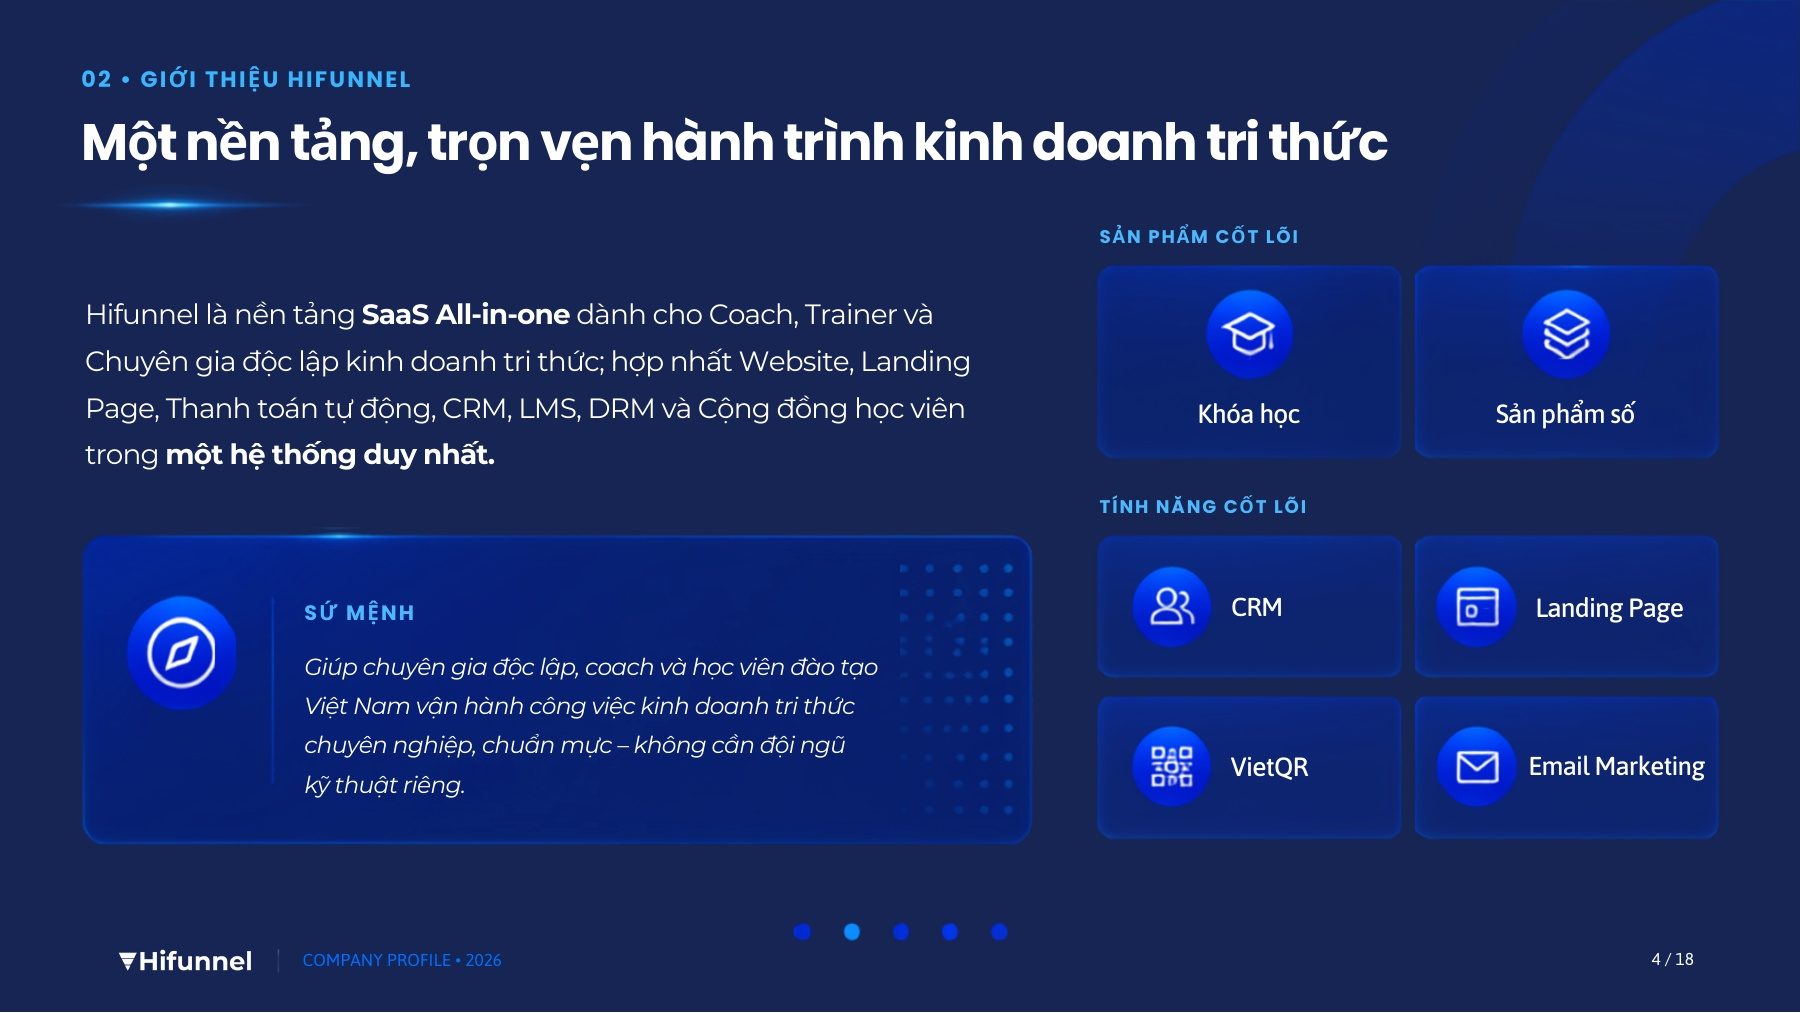 02 • GIỚI THIỆU HIFUNNEL
Một nền tảng, trọn vẹn hành trình kinh doanh tri thức
Hifunnel là nền tảng SaaS All-in-one dành cho Coach, Trainer và
Chuyên gia độc lập kinh doanh tri thức; hợp nhất Website, Landing
Page, Thanh toán tự động, CRM, LMS, DRM và Cộng đồng học viên
trong một hệ thống duy nhất.
SỨ MỆNH
Giúp chuyên gia độc lập, coach và học viên đào tạo
Việt Nam vận hành công việc kinh doanh tri thức
chuyên nghiệp, chuẩn mực – không cần đội ngũ
kỹ thuật riêng.
SẢN PHẨM CỐT LÕI
Khóa học
Sản phẩm số
TÍNH NĂNG CỐT LÕI
CRM
Landing Page
VietQR
Email Marketing
Hifunnel
COMPANY PROFILE • 2026
4 / 18